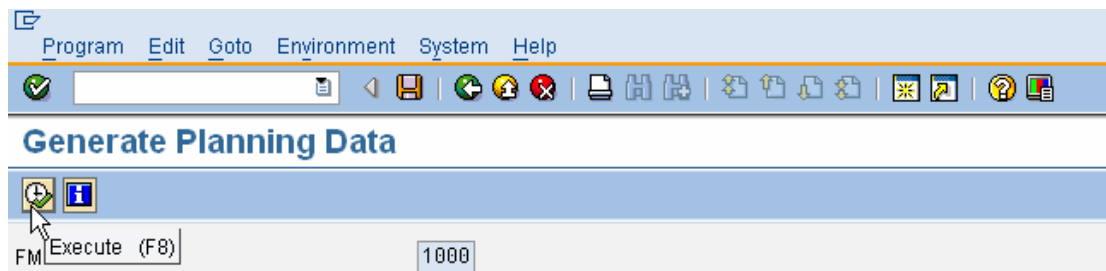 Program Edit Goto Environment System Help
Generate Planning Data
Execute (F8)
FM 1000